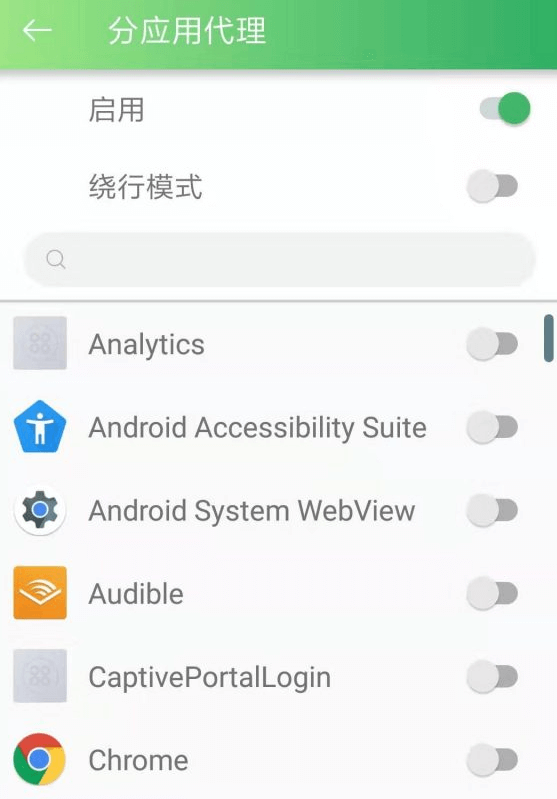 分应用代理
启用
绕行模式
Analytics
Android Accessibility Suite
Android System WebView
Audible
CaptivePortalLogin
Chrome